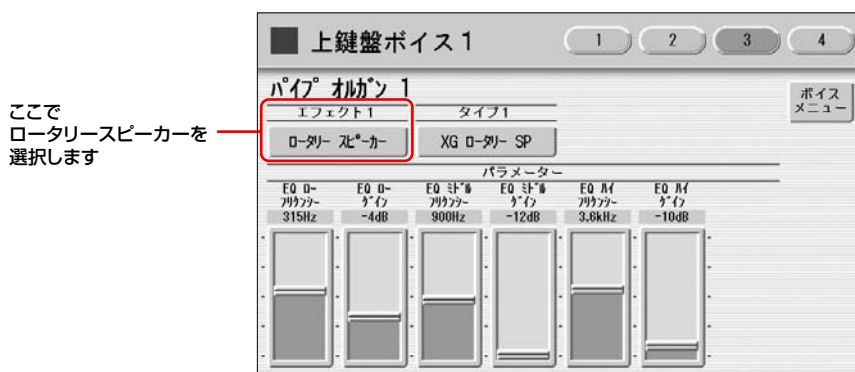 上鍵盤ボイス1
1 2 3 4
パイプ オルガン 1
ボイス
メニュー
エフェクト1 タイプ1
ロータリー スピーカー XG ロータリー SP
ここで
ロータリースピーカーを
選択します
パラメーター
EQ ロー EQ ロー EQ ミドル EQ ミドル EQ ハイ EQ ハイ
フリケンシー ゲイン フリケンシー ゲイン フリケンシー ゲイン
315Hz -4dB 900Hz -12dB 3.6kHz -10dB